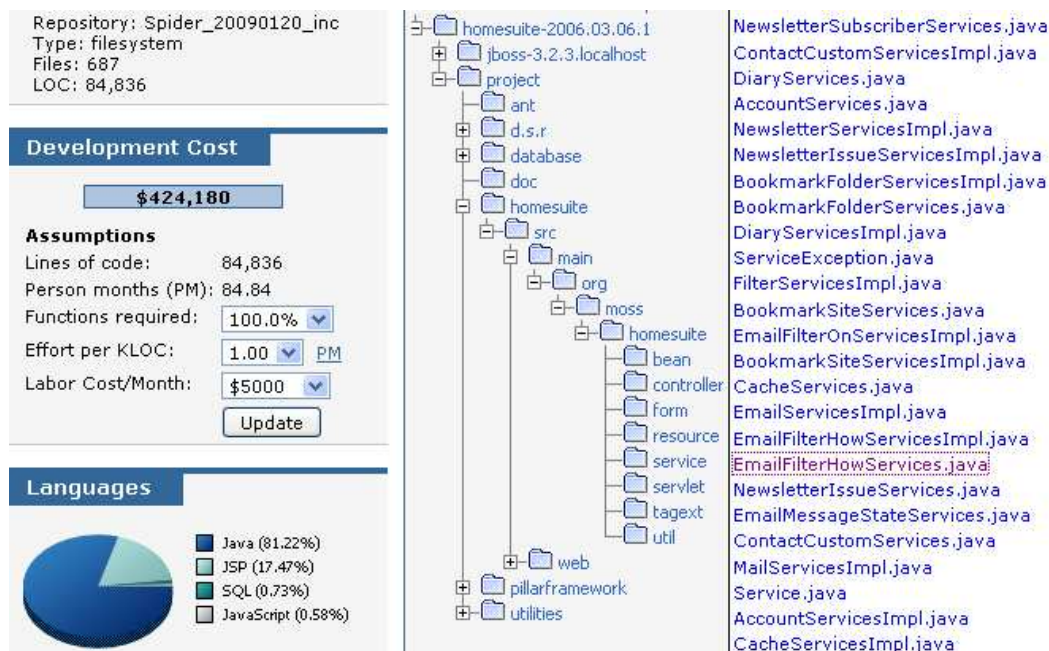 Repository: Spider_20090120_inc
Type: filesystem
Files: 687
LOC: 84,836
Development Cost
$424,180
Assumptions
Lines of code: 84,836
Person months (PM): 84.84
Functions required: 100.0%
Effort per KLOC: 1.00 PM
Labor Cost/Month: $5000
Update
Languages
Java (81.22%)
JSP (17.47%)
SQL (0.73%)
JavaScript (0.58%)
homesuite-2006.03.06.1
jboss-3.2.3.localhost
project
ant
d.s.r
database
doc
homesuite
src
main
org
moss
homesuite
bean
controller
form
resource
service
servlet
tagext
util
web
pillarframework
utilities
NewsletterSubscriberServices.java
ContactCustomServicesImpl.java
DiaryServices.java
AccountServices.java
NewsletterServicesImpl.java
NewsletterIssueServicesImpl.java
BookmarkFolderServicesImpl.java
BookmarkFolderServices.java
DiaryServicesImpl.java
ServiceException.java
FilterServicesImpl.java
BookmarkSiteServices.java
EmailFilterOnServicesImpl.java
BookmarkSiteServicesImpl.java
CacheServices.java
EmailServicesImpl.java
EmailFilterHowServicesImpl.java
EmailFilterHowServices.java
NewsletterIssueServices.java
EmailMessageStateServices.java
ContactCustomServices.java
MailServicesImpl.java
Service.java
AccountServicesImpl.java
CacheServicesImpl.java